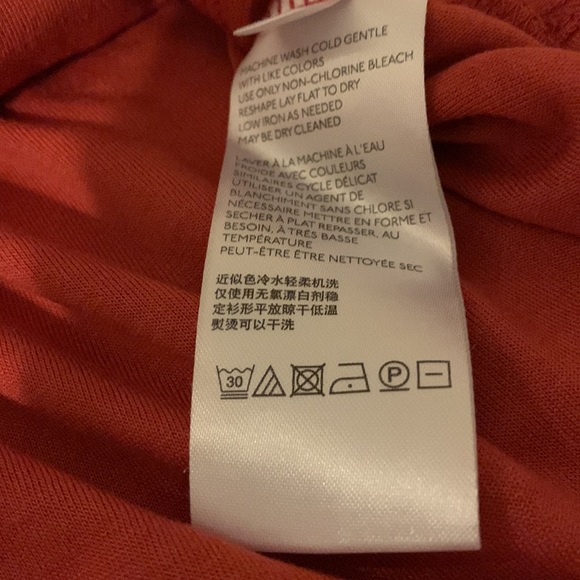 MACHINE WASH COLD GENTLE
WITH LIKE COLORS
USE ONLY NON-CHLORINE BLEACH
RESHAPE LAY FLAT TO DRY
LOW IRON AS NEEDED
MAY BE DRY CLEANED
LAVER À LA MACHINE À L'EAU
FROIDE AVEC COULEURS
SIMILAIRES CYCLE DÉLICAT
UTILISER UN AGENT DE
BLANCHIMENT SANS CHLORE SI
NÉCESSAIRE METTRE EN FORME ET
SECHER À PLAT REPASSER, AU
BESOIN, À TRÈS BASSE
TEMPÉRATURE
PEUT-ÊTRE ÊTRE NETTOYÉE SEC
近似色冷水轻柔机洗
仅使用无氯漂白剂稳
定衫形平放晾干低温
熨烫可以干洗
30 P